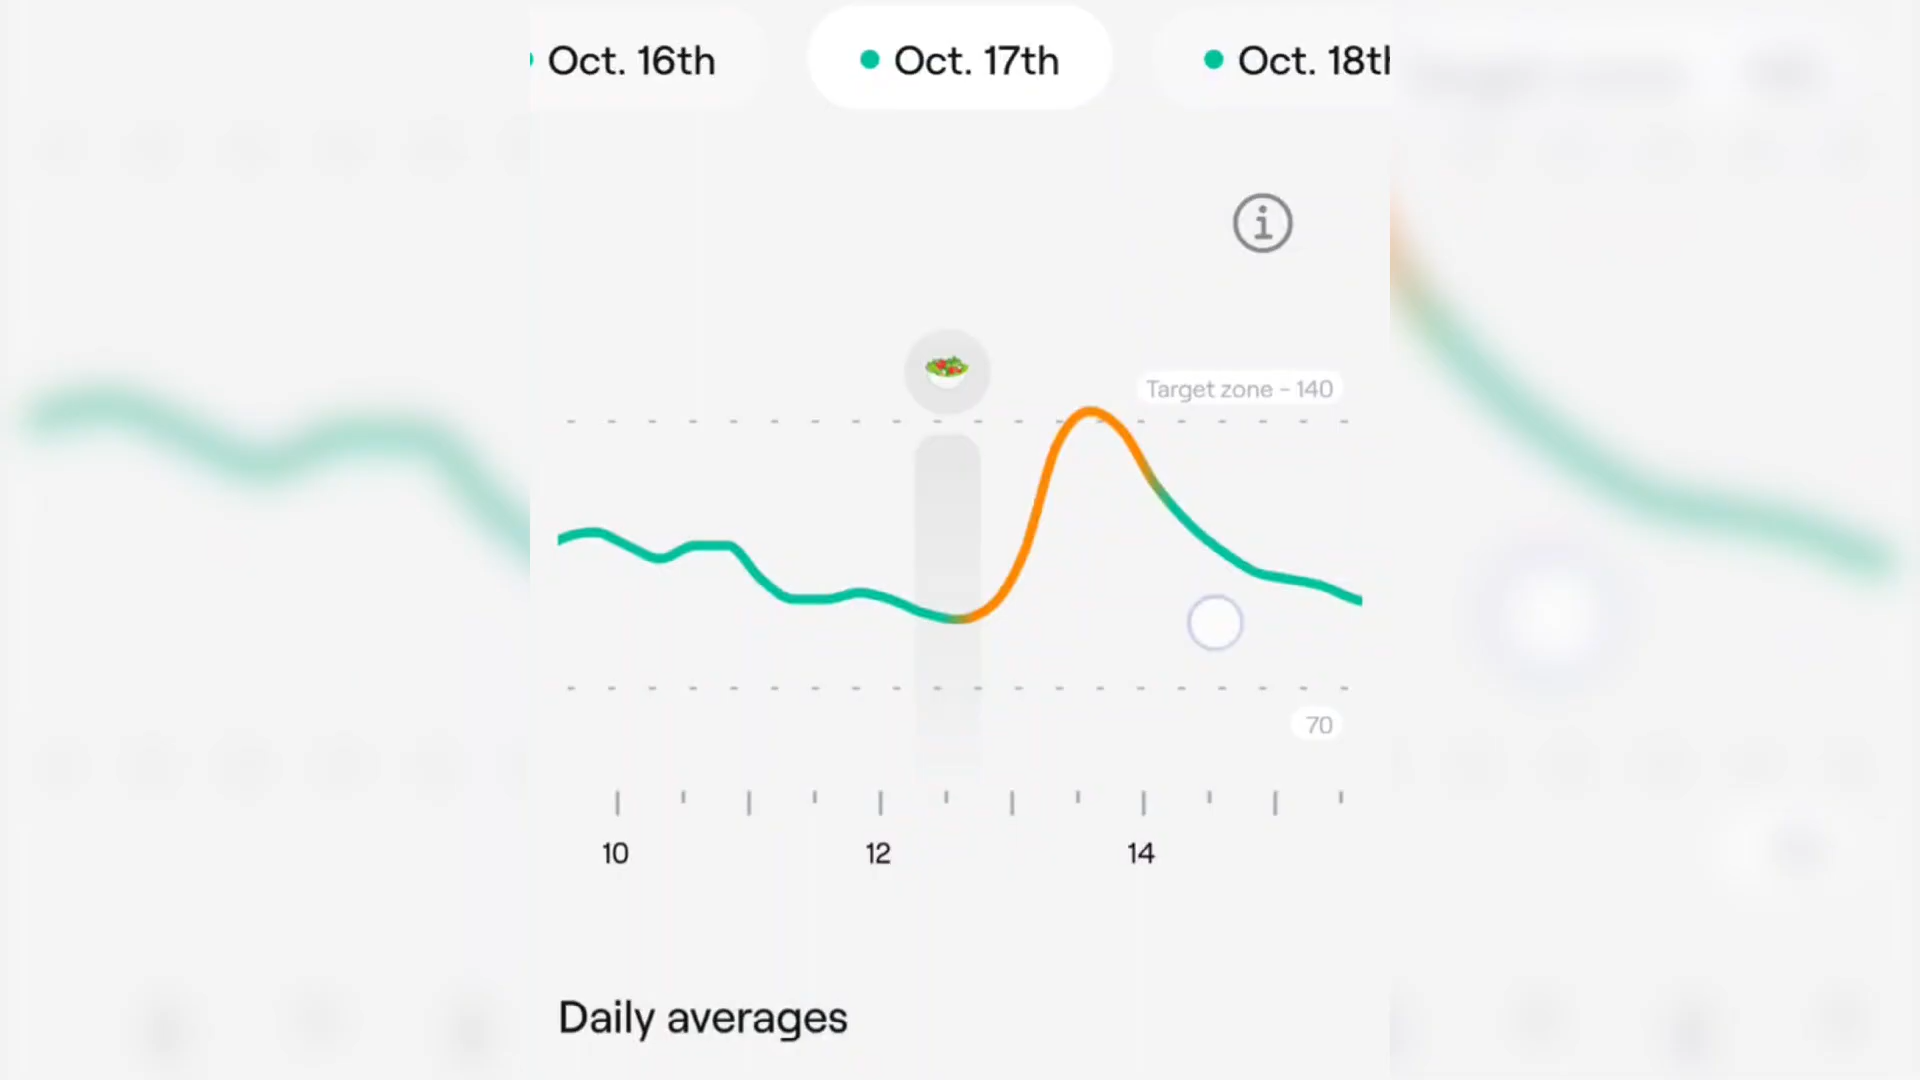 Oct. 16th
Oct. 17th
Oct. 18th
Target zone - 140
70
10
12
14
Daily averages